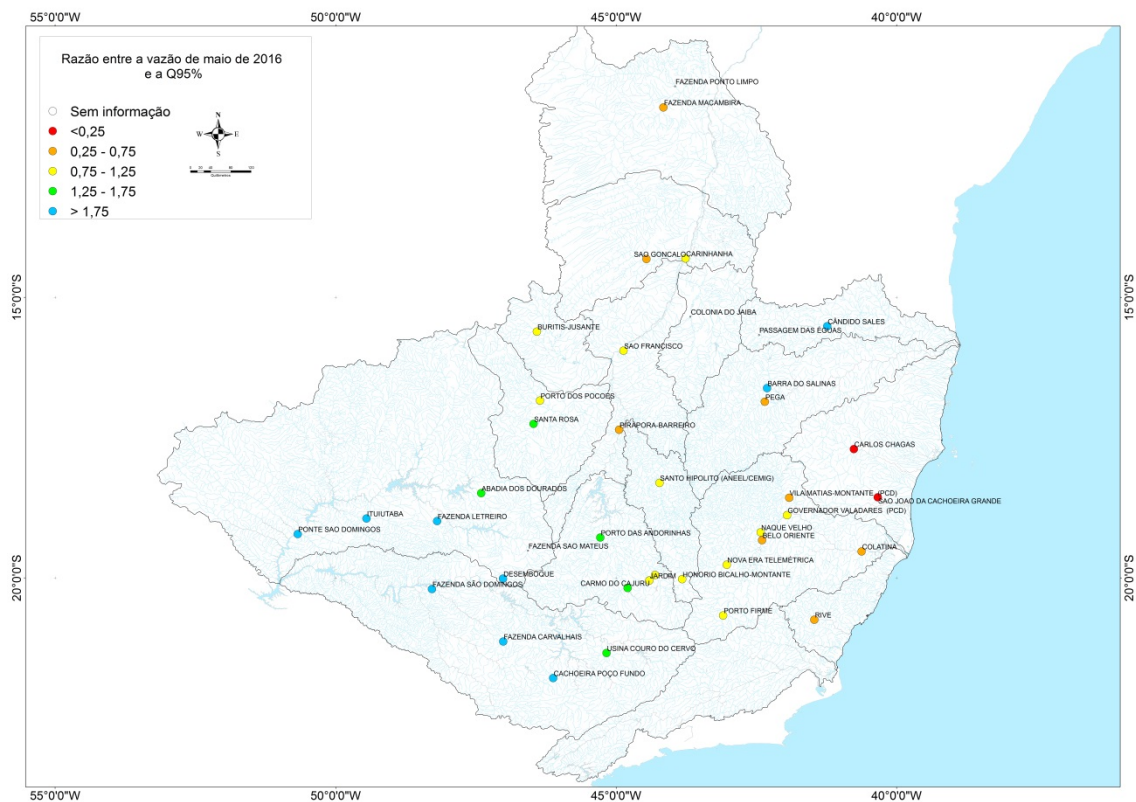 55°0'0"W
50°0'0"W
45°0'0"W
40°0'0"W
Razão entre a vazão de maio de 2016
e a Q95%
Sem informação
<0,25
0,25 - 0,75
0,75 - 1,25
1,25 - 1,75
> 1,75
N
W
E
S
FAZENDA PONTO LIMPO
FAZENDA MACAMBIRA
SAO GONCALO
CARINHANHA
15°0'0"S
15°0'0"S
COLONIA DO JAIBA
CÂNDIDO SALES
BURITIS-JUSANTE
PASSAGEM DAS ÉGUAS
SAO FRANCISCO
BARRA DO SALINAS
PORTO DOS POCOES
PEGA
SANTA ROSA
PIRAPORA-BARREIRO
CARLOS CHAGAS
SANTO HIPOLITO (ANEEL/CEMIG)
ABADIA DOS DOURADOS
VILA MATIAS-MONTANTE (PCD)
SAO JOAO DA CACHOEIRA GRANDE
ITUIUTABA
FAZENDA LETREIRO
GOVERNADOR VALADARES (PCD)
PONTE SAO DOMINGOS
PORTO DAS ANDORINHAS
NAQUE VELHO
BELO ORIENTE
FAZENDA SAO MATEUS
COLATINA
NOVA ERA TELEMÉTRICA
20°0'0"S
20°0'0"S
DESEMBOQUE
JARDIM
HONORIO BICALHO-MONTANTE
FAZENDA SÃO DOMINGOS
CARMO DO CAJURU
PORTO FIRME
RIVE
FAZENDA CARVALHAIS
USINA COURO DO CERVO
CACHOEIRA POÇO FUNDO
55°0'0"W
50°0'0"W
45°0'0"W
40°0'0"W